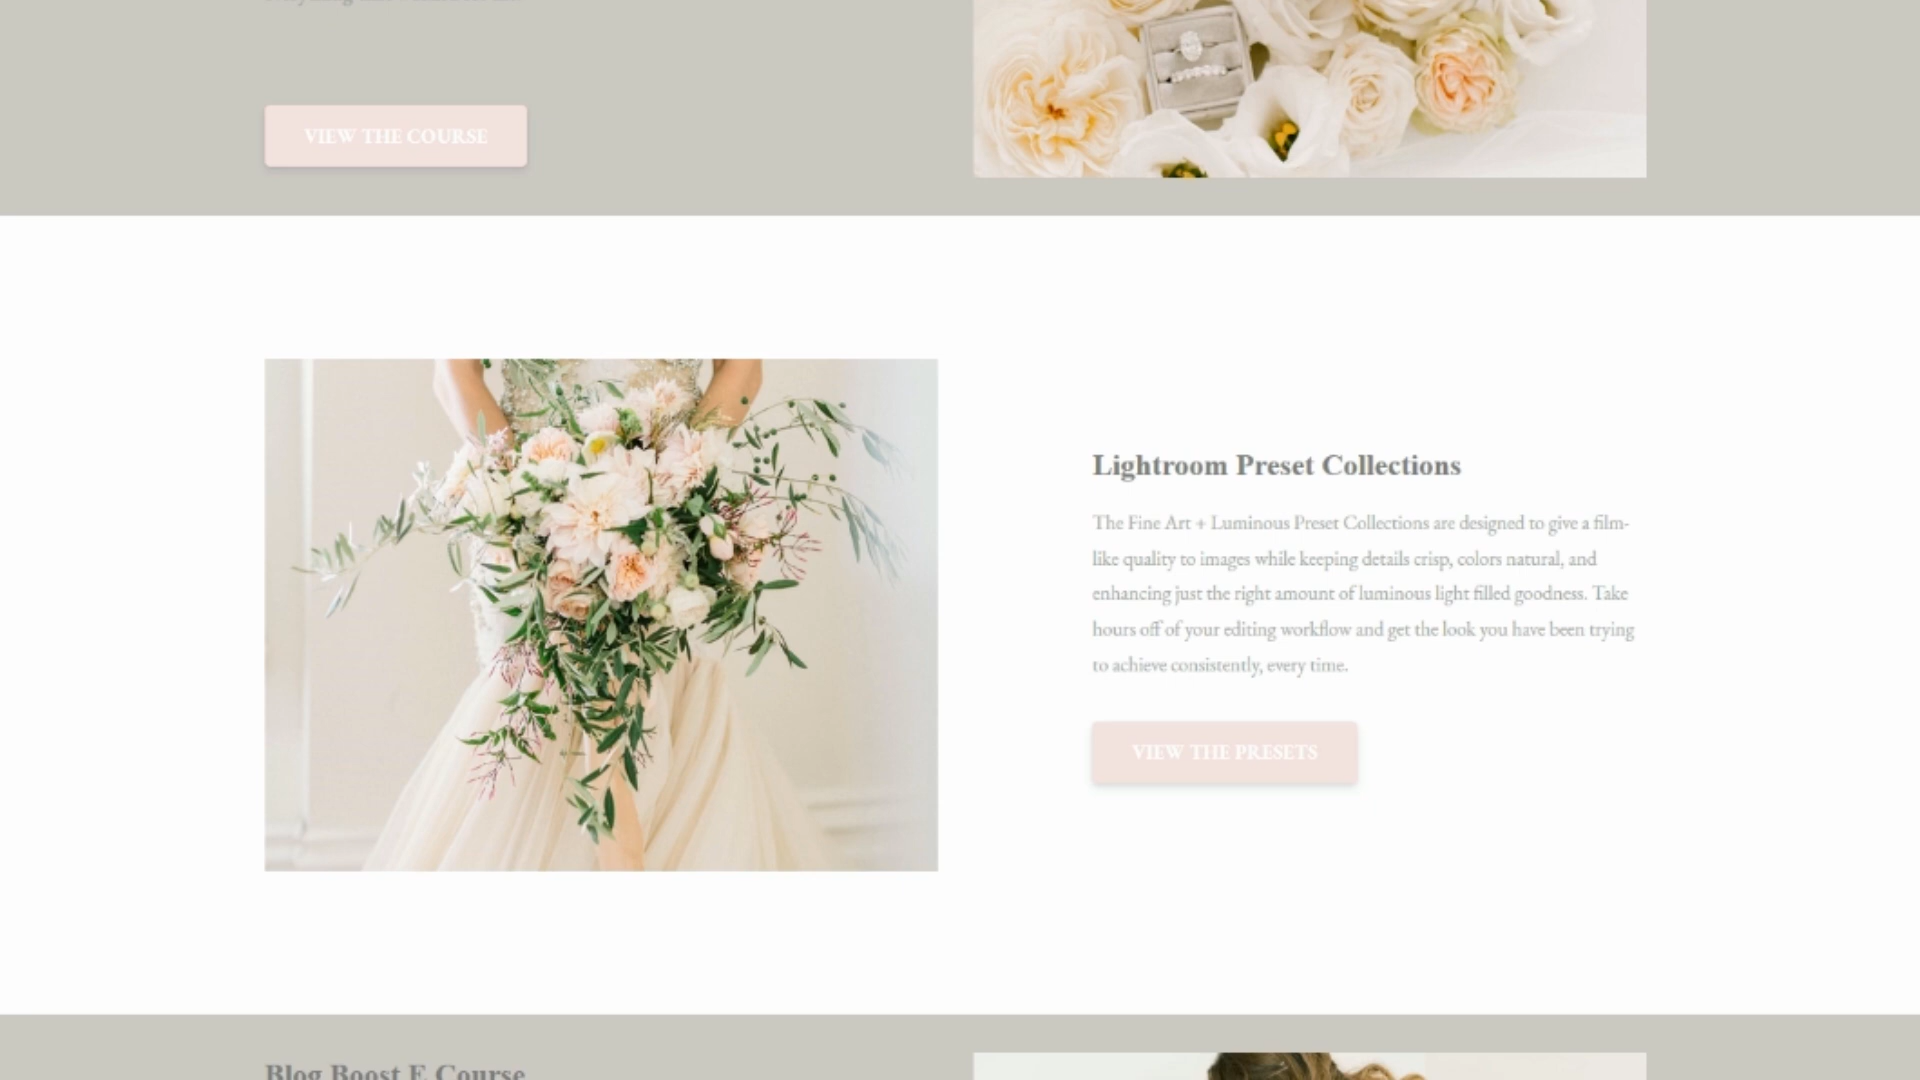 VIEW THE COURSE
Lightroom Preset Collections
The Fine Art + Luminous Preset Collections are designed to give a film-
like quality to images while keeping details crisp, colors natural, and
enhancing just the right amount of luminous light filled goodness. Take
hours off of your editing workflow and get the look you have been trying
to achieve consistently, every time.
VIEW THE PRESETS
Blog Boost E Course